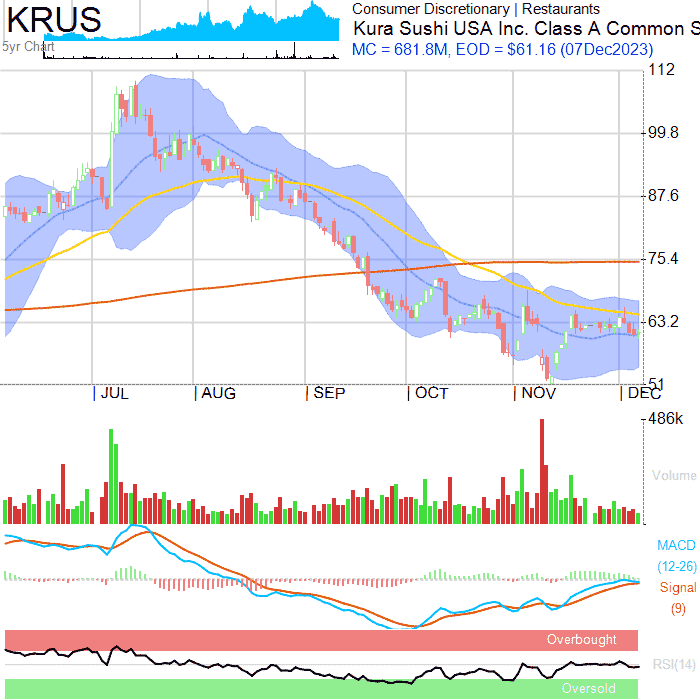 KRUS
5yr Chart
Consumer Discretionary | Restaurants
Kura Sushi USA Inc. Class A Common S
MC = 681.8M, EOD = $61.16 (07Dec2023)
112
99.8
87.6
75.4
63.2
51
JUL AUG SEP OCT NOV DEC
486k
Volume
MACD
(12-26)
Signal
(9)
Overbought
RSI(14)
Oversold